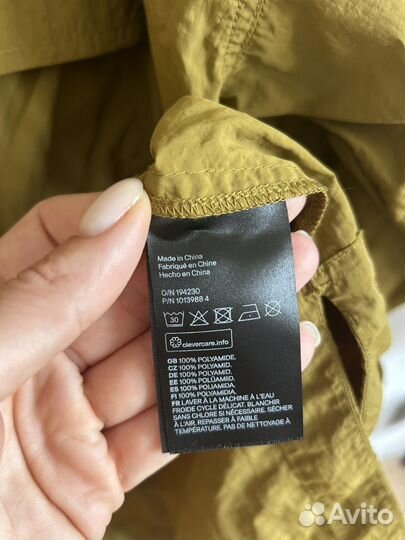 Made in China
Fabriqué en Chine
Hecho en China
O/N 194230
P/N 1013988 4
30
clevercare.info
GB 100% POLYAMIDE.
CZ 100% POLYAMID.
DE 100% POLYAMID.
EE 100% POLÜAMIID.
ES 100% POLIAMIDA.
FI 100% POLYAMIDI.
FR LAVER À LA MACHINE À L'EAU
FROIDE CYCLE DÉLICAT. BLANCHIR
SANS CHLORE SI NÉCESSAIRE. SÉCHER
À L'AIR. REPASSER À FAIBLE
TEMPÉRATURE. PAS DE NETTOYAGE À
Avito